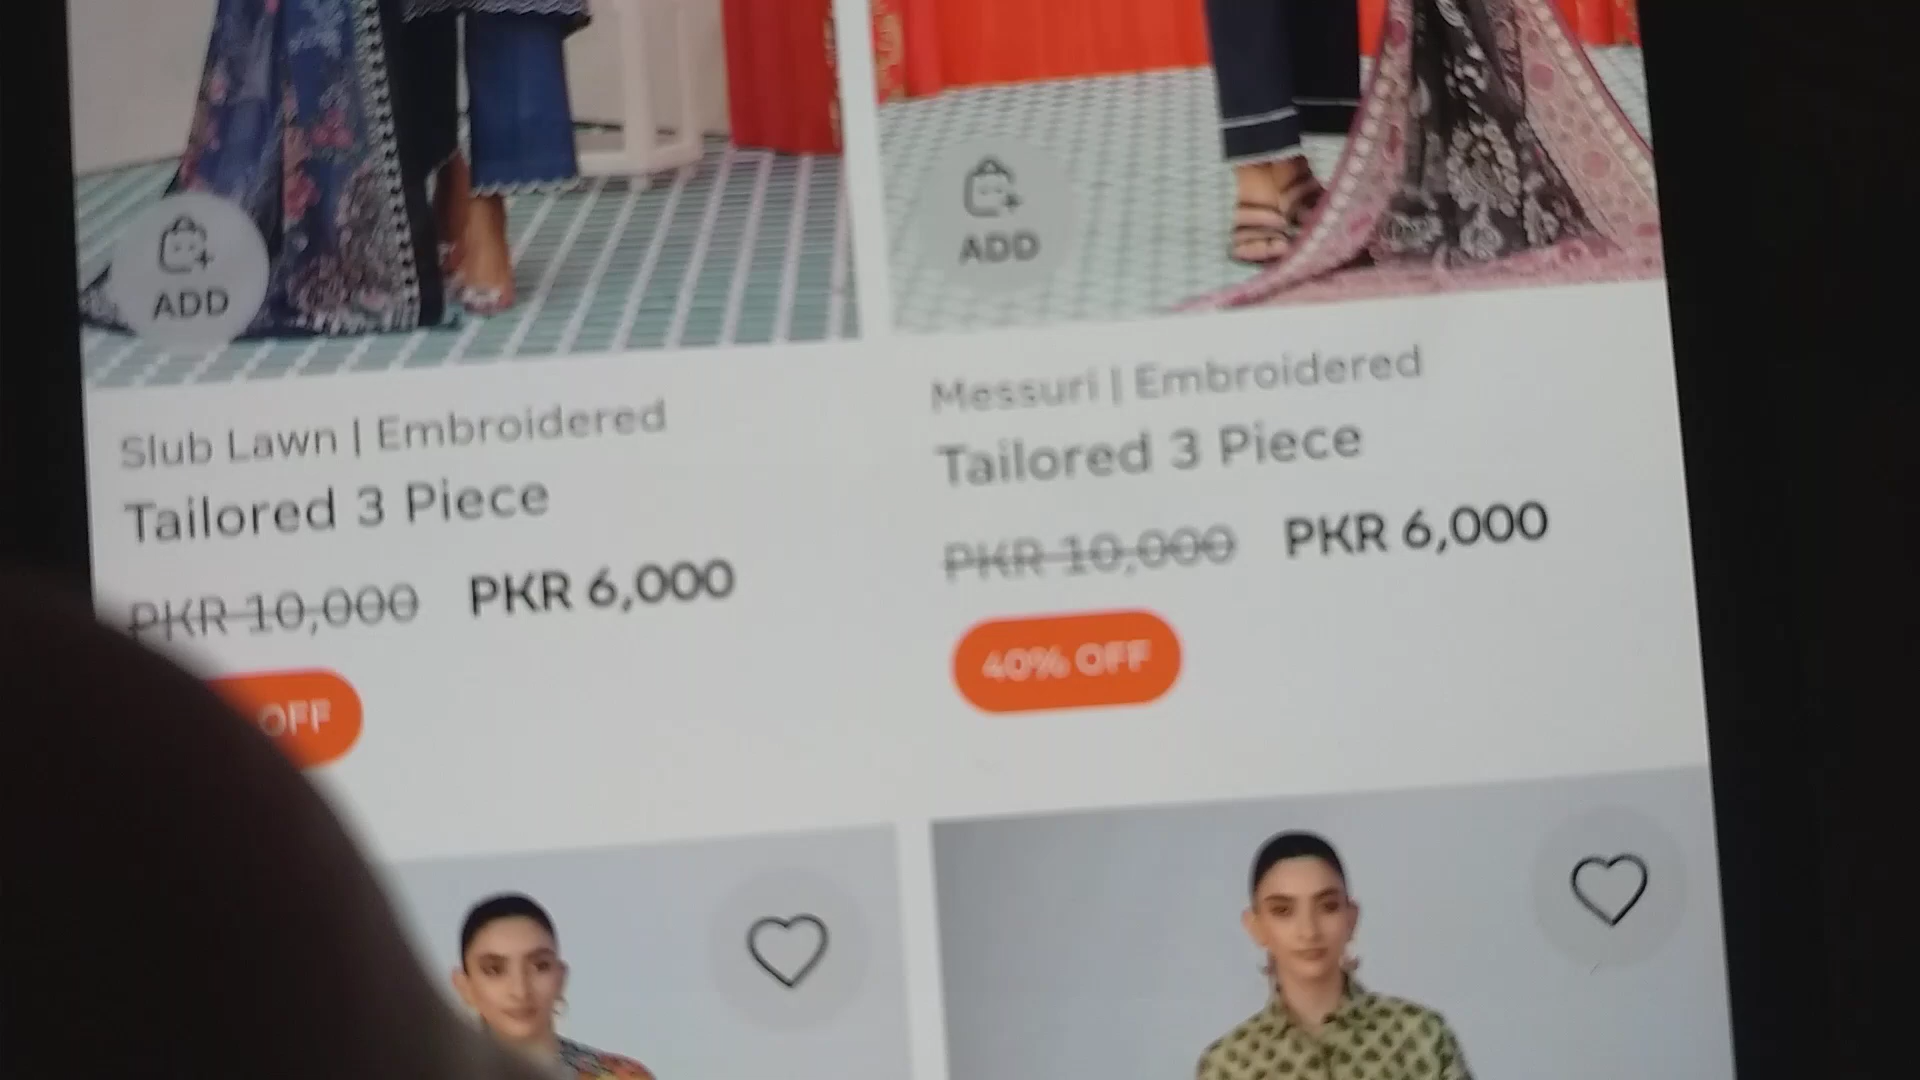 ADD
Slub Lawn | Embroidered
Tailored 3 Piece
PKR 10,000 PKR 6,000
OFF
ADD
Messuri | Embroidered
Tailored 3 Piece
PKR 10,000 PKR 6,000
40% OFF